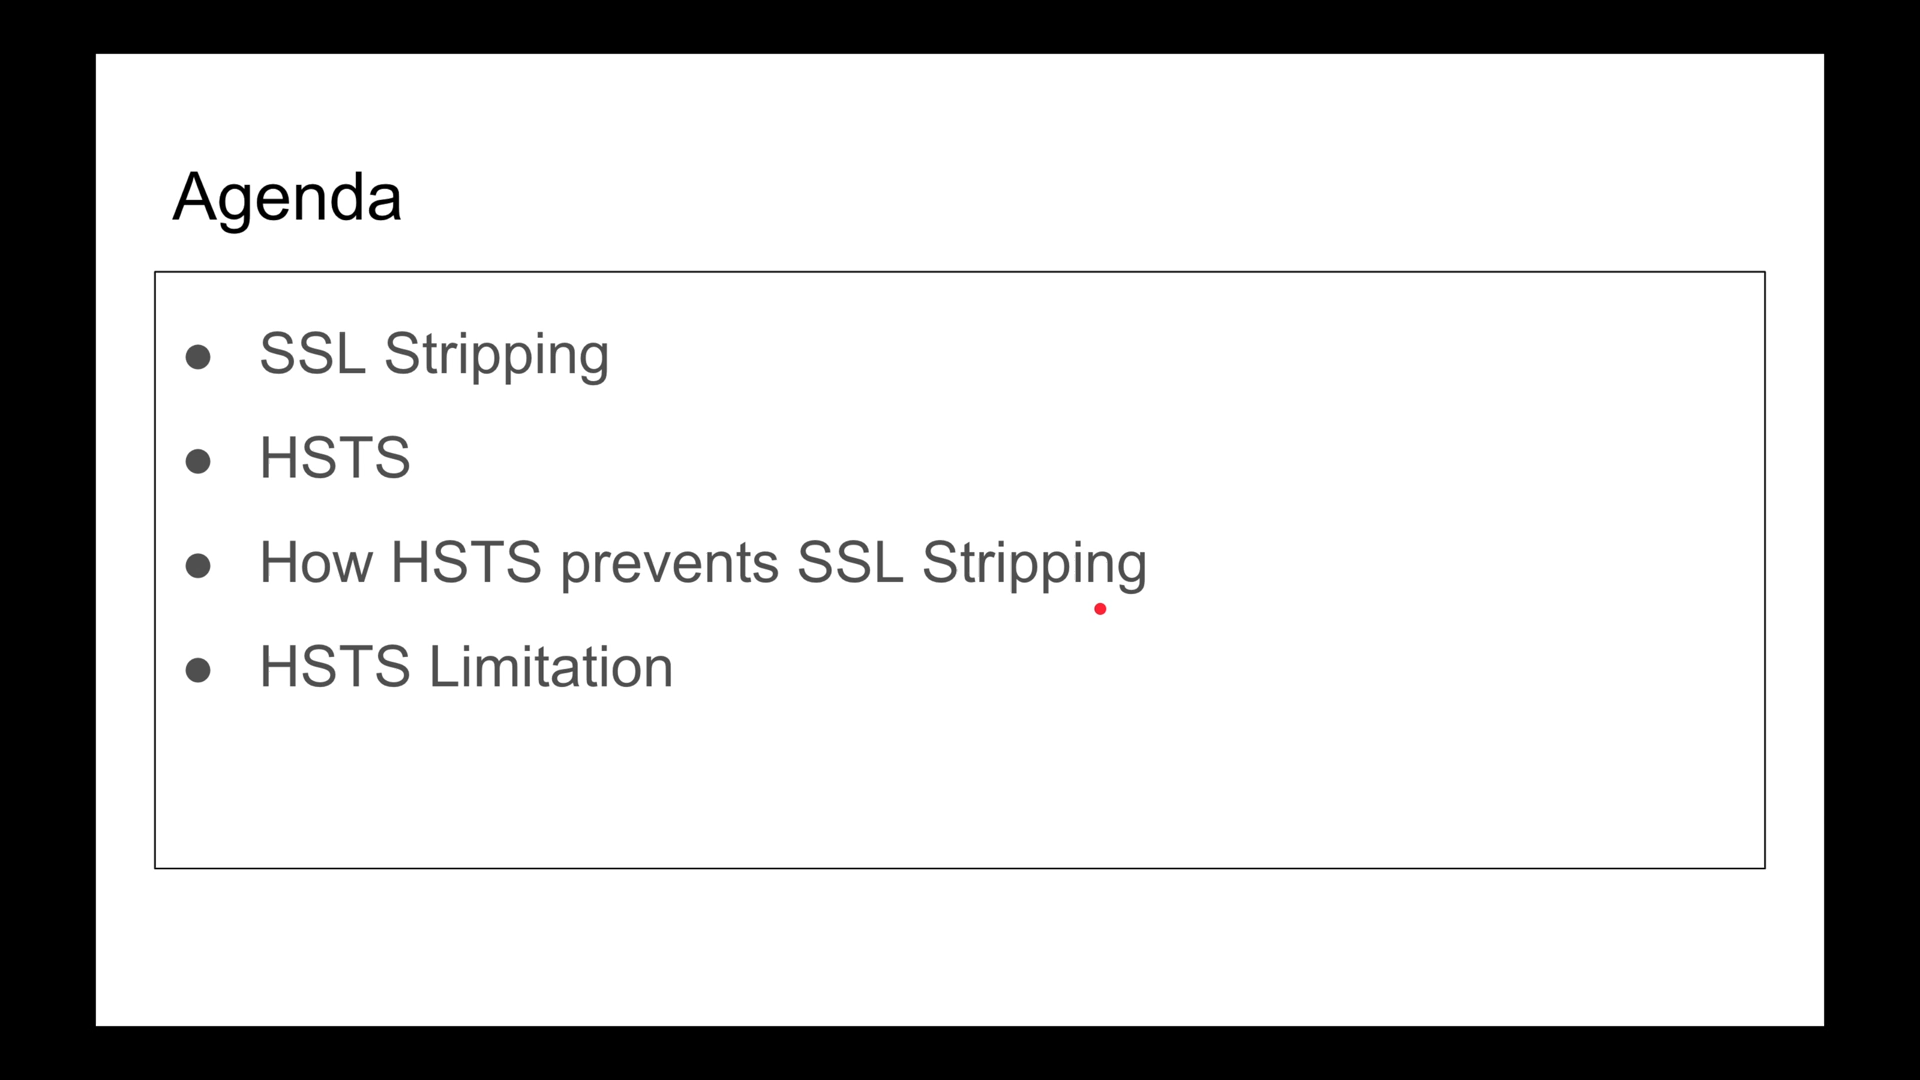 Agenda
● SSL Stripping
● HSTS
● How HSTS prevents SSL Stripping
● HSTS Limitation